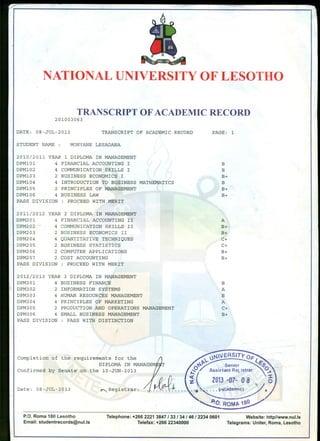 NATIONAL UNIVERSITY OF LESOTHO
TRANSCRIPT OF ACADEMIC RECORD
201003063
DATE: 08-JUL-2013 TRANSCRIPT OF ACADEMIC RECORD PAGE: 1
STUDENT NAME : MONYANE LESAOANA
2010/2011 YEAR 1 DIPLOMA IN MANAGEMENT
DPM101 4 FINANCIAL ACCOUNTING I B
DPM102 4 COMMUNICATION SKILLS I B
DPM103 2 BUSINESS ECONOMICS I B+
DPM104 4 INTRODUCTION TO BUSINESS MATHEMATICS B
DPM105 2 PRINCIPLES OF MANAGEMENT B+
DPM106 4 BUSINESS LAW B+
PASS DIVISION : PROCEED WITH MERIT
2011/2012 YEAR 2 DIPLOMA IN MANAGEMENT
DPM201 4 FINANCIAL ACCOUNTING II A
DPM202 4 COMMUNICATION SKILLS II B+
DPM203 2 BUSINESS ECONOMICS II B+
DPM204 4 QUANTITATIVE TECHNIQUES C+
DPM205 2 BUSINESS STATISTICS C+
DPM206 2 COMPUTER APPLICATIONS B+
DPM207 2 COST ACCOUNTING B+
PASS DIVISION : PROCEED WITH MERIT
2012/2013 YEAR 3 DIPLOMA IN MANAGEMENT
DPM301 4 BUSINESS FINANCE B
DPM302 2 INFORMATION SYSTEMS A
DPM303 4 HUMAN RESOURCES MANAGEMENT B
DPM304 4 PRINCIPLES OF MARKETING A
DPM305 2 PRODUCTION AND OPERATIONS MANAGEMENT C+
DPM306 4 SMALL BUSINESS MANAGEMENT B+
PASS DIVISION : PASS WITH DISTINCTION
Completion of the requirements for the
DIPLOMA IN MANAGEMENT
Confirmed by Senate on the 10-JUN-2013
Date: 08-JUL-2013 Registrar:
NATIONAL UNIVERSITY OF LESOTHO
Senior
Assistant Registrar
2013 -07- 08
P.O. ROMA 180
P.O. Roma 180 Lesotho Telephone: +266 2221 3847 / 33 / 34 / 46 / 2234 0601 Website: http//www.nul.ls
Email: studentrecords@nul.ls Telefax: +266 22340000 Telegrams: Uniter, Roma, Lesotho